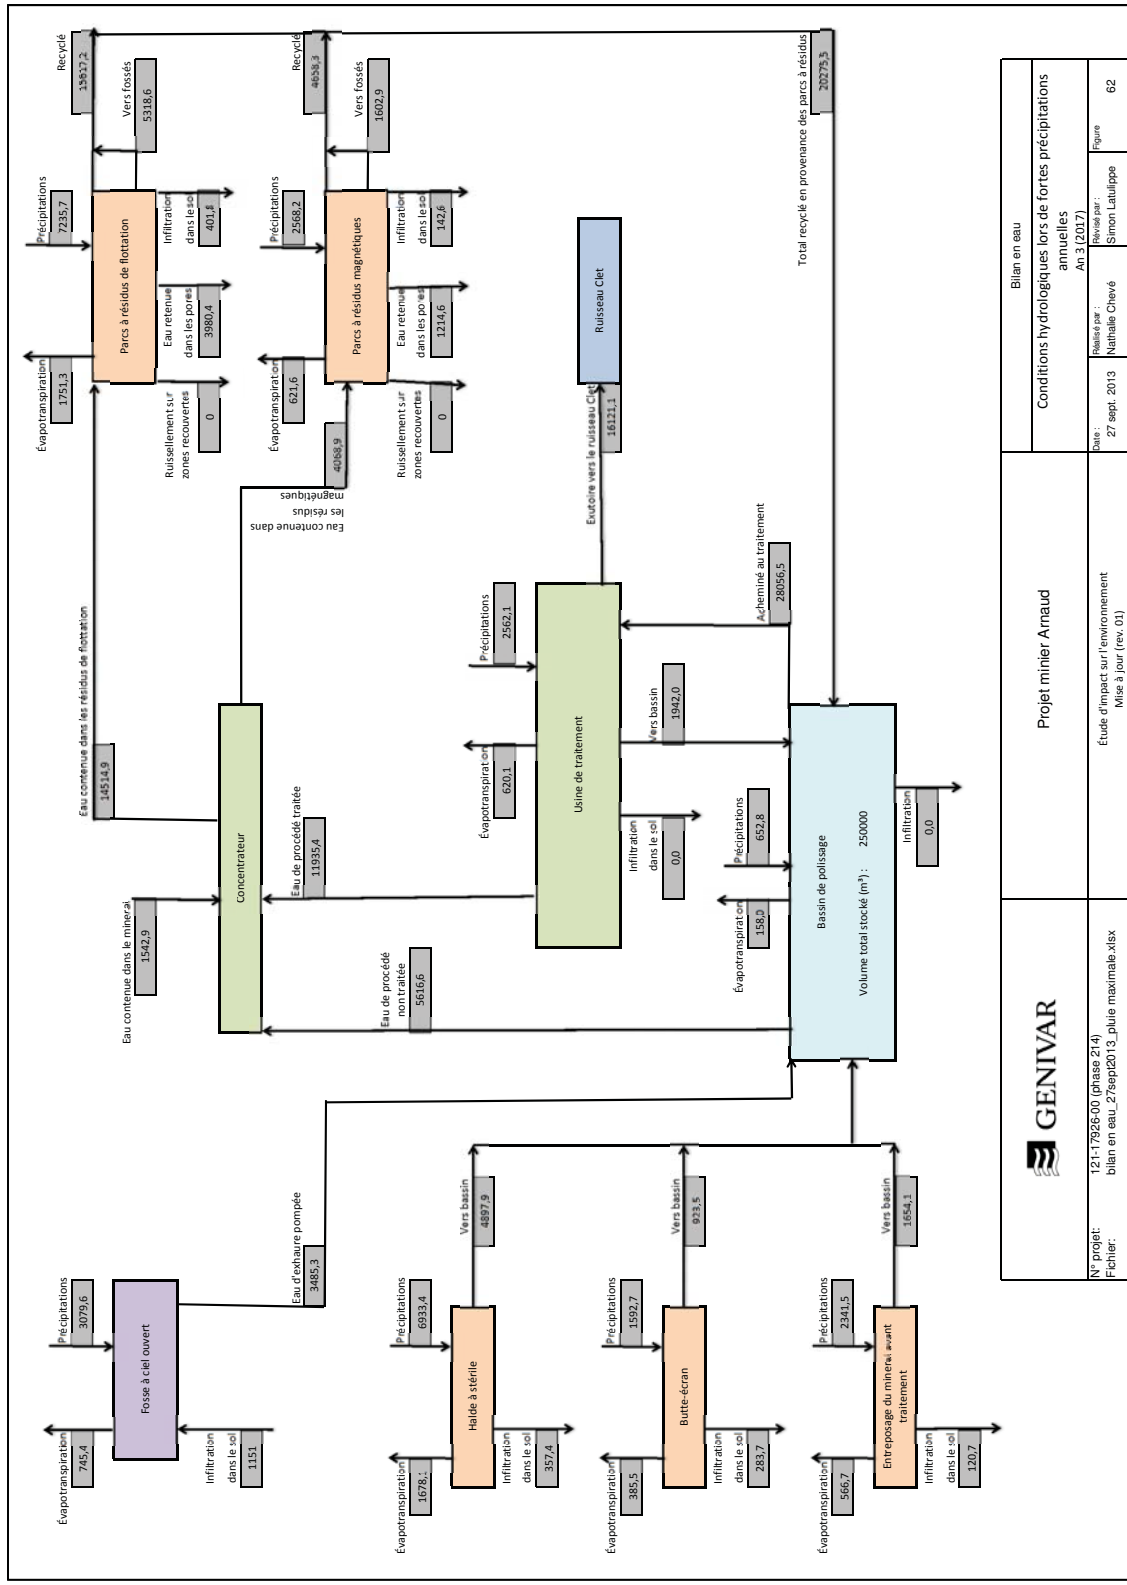 Évapotranspiration
745,4
Précipitations
3079,6
Fosse à ciel ouvert
Infiltration
dans le sol
1151
Eau d'exhaure pompée
3485,3
Évapotranspiration
1678,1
Précipitations
6933,4
Halde à stérile
Infiltration
dans le sol
357,4
Vers bassin
4897,9
Évapotranspiration
385,5
Précipitations
1592,7
Butte-écran
Infiltration
dans le sol
283,7
Vers bassin
923,5
Évapotranspiration
566,7
Précipitations
2341,5
Entreposage du minerai avant
traitement
Infiltration
dans le sol
120,7
Vers bassin
1654,1
Eau contenue dans le minerai
1542,9
Concentrateur
Eau contenue dans les résidus de flottation
14514,9
Eau de procédé
non traitée
5616,6
Eau de procédé traitée
11935,4
Eau contenue dans
les résidus
magnétiques
4068,9
Évapotranspiration
620,1
Précipitations
2562,1
Usine de traitement
Infiltration
dans le sol
0,0
Vers bassin
1942,0
Acheminé au traitement
28056,5
Exutoire vers le ruisseau Clet
16121,1
Ruisseau Clet
Évapotranspiration
158,0
Précipitations
652,8
Bassin de polissage
Volume total stocké (m³) : 250000
Infiltration
0,0
Évapotranspiration
1751,3
Précipitations
7235,7
Recyclé
15617,2
Parcs à résidus de flottation
Vers fossés
5318,6
Ruissellement sur
zones recouvertes
0
Eau retenue
dans les pores
3980,4
Infiltration
dans le sol
401,8
Évapotranspiration
621,6
Précipitations
2568,2
Recyclé
4658,3
Parcs à résidus magnétiques
Vers fossés
1602,9
Ruissellement sur
zones recouvertes
0
Eau retenue
dans les pores
1214,6
Infiltration
dans le sol
142,6
Total recyclé en provenance des parcs à résidus
20275,5
GENIVAR
N° projet: 121-17926-00 (phase 214)
Fichier: bilan en eau_27sept2013_pluie maximale.xlsx
Projet minier Arnaud
Étude d'impact sur l'environnement
Mise à jour (rev. 01)
Bilan en eau
Conditions hydrologiques lors de fortes précipitations
annuelles
An 3 (2017)
Date :
27 sept. 2013
Réalisé par :
Nathalie Chevé
Révisé par :
Simon Latulippe
Figure
62